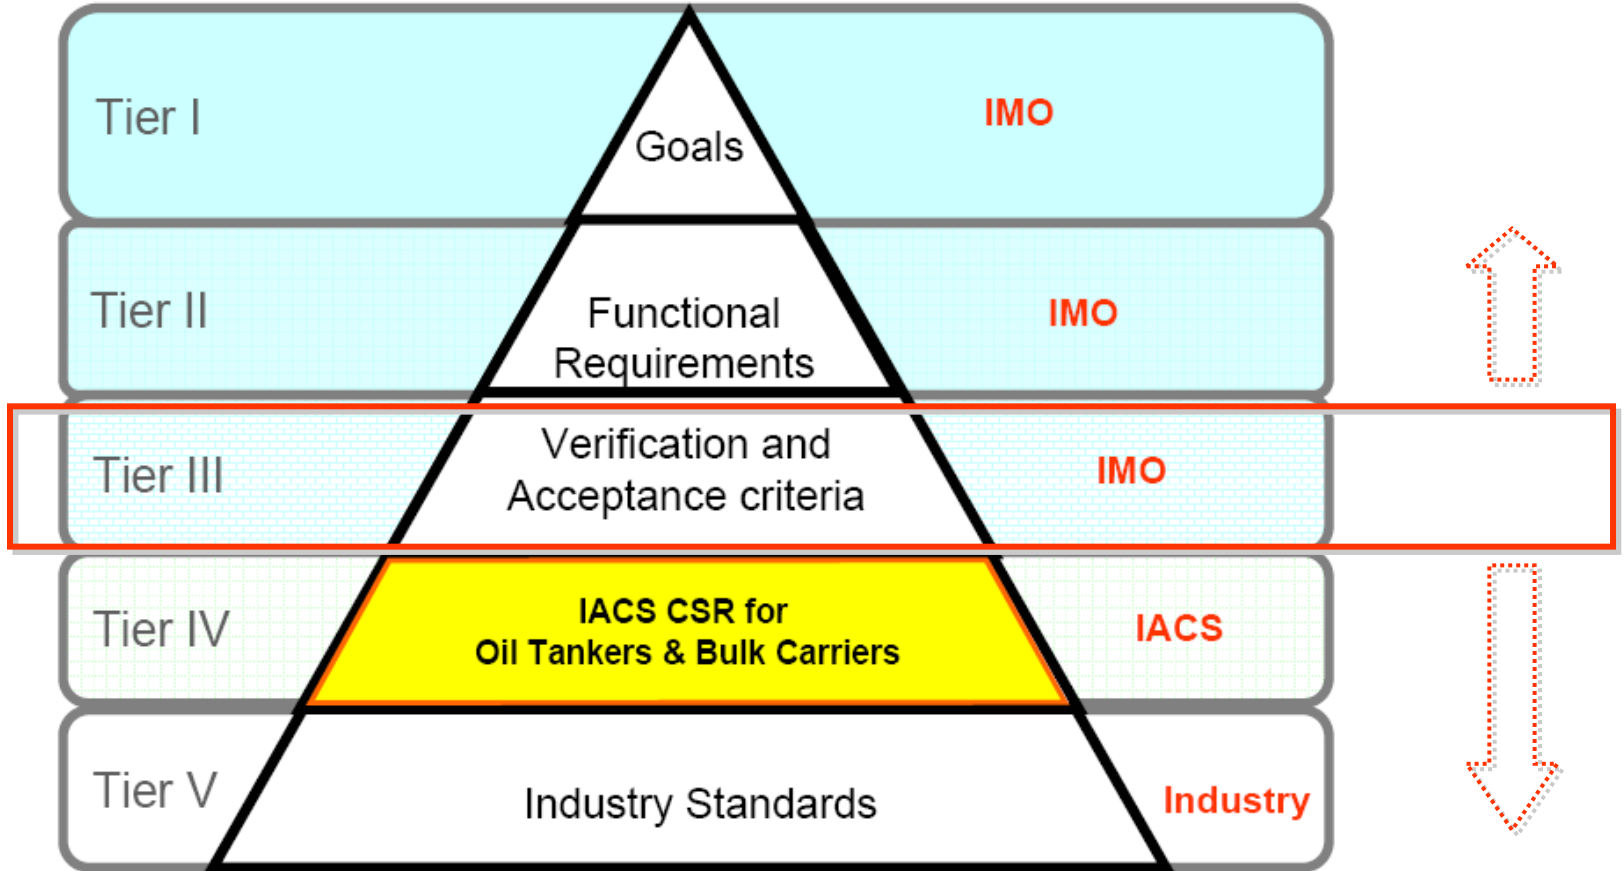 Tier I
Goals
IMO
Tier II
Functional
Requirements
IMO
Tier III
Verification and
Acceptance criteria
IMO
Tier IV
IACS CSR for
Oil Tankers & Bulk Carriers
IACS
Tier V
Industry Standards
Industry